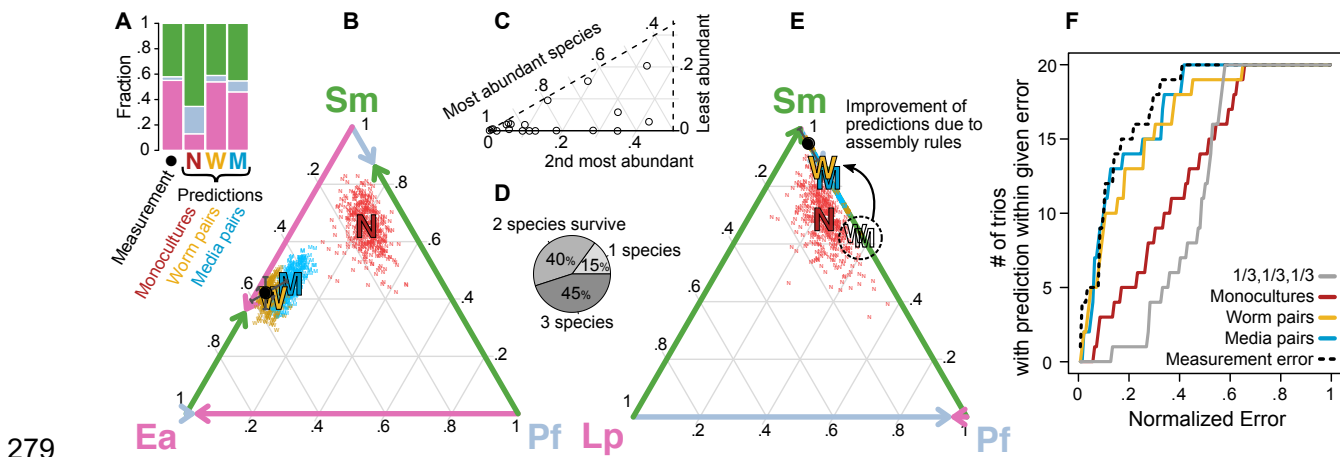 A
B
C
D
E
F
Fraction
1
.8
.6
.4
.2
0
N
W
M
Predictions
Measurement
Monocultures
Worm pairs
Media pairs
Sm
1
.8
.6
.4
.2
.2
.4
.6
.8
1
1
.2
.4
.6
.8
Ea
Pf
N
W
M
Most abundant species
1
.8
.6
.4
.2
0
Least abundant
0
.2
.4
2nd most abundant
2 species survive
1 species
40%
15%
45%
3 species
Sm
1
Improvement of
predictions due to
assembly rules
.2
.4
.6
.8
.8
.6
.4
.2
W
M
N
W
M
1
.2
.4
.6
.8
1
Lp
Pf
# of trios
with prediction within given error
20
15
10
5
0
1/3,1/3,1/3
Monocultures
Worm pairs
Media pairs
Measurement error
0
.2
.4
.6
.8
1
Normalized Error
279